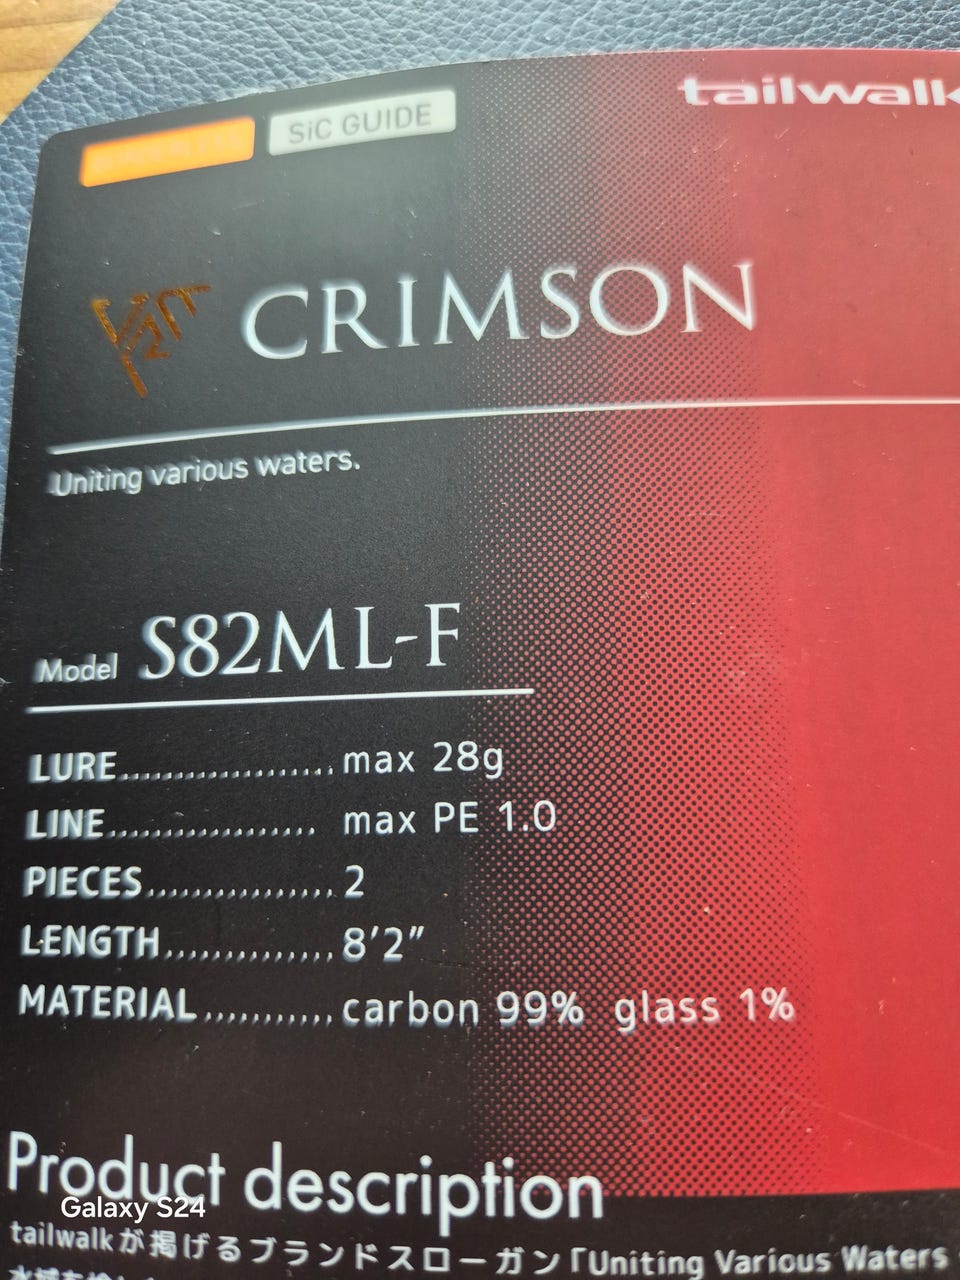 tailwalk
SiC GUIDE
CRIMSON
Uniting various waters.
Model S82ML-F
LURE.................... max 28g
LINE.................... max PE 1.0
PIECES.................. 2
LENGTH................ 8'2"
MATERIAL............ carbon 99% glass 1%
Product description
Galaxy S24
tailwalkが掲げるブランドスローガン「Uniting Various Waters